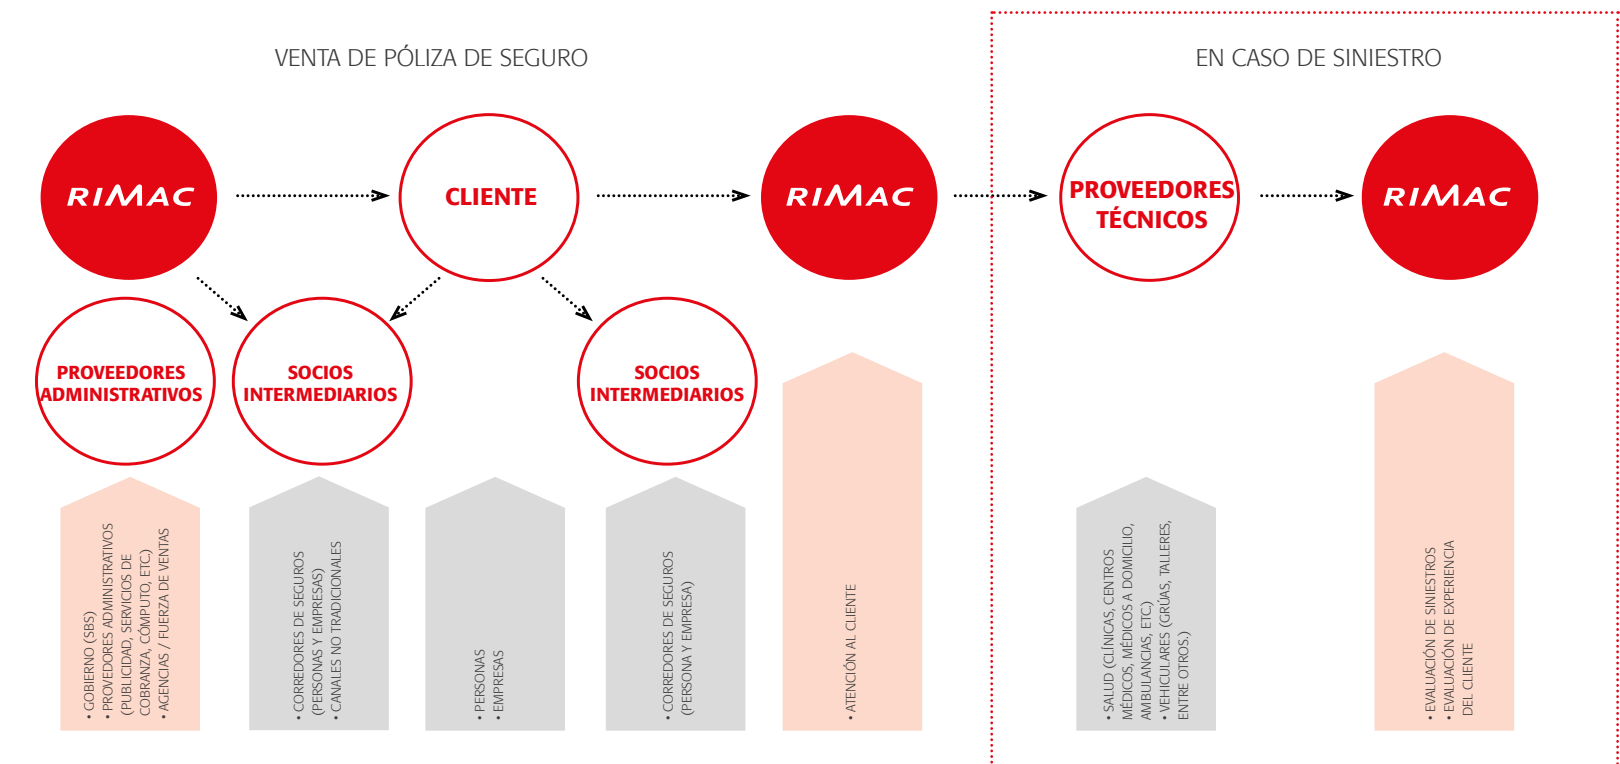 VENTA DE PÓLIZA DE SEGURO
EN CASO DE SINIESTRO
RIMAC
CLIENTE
RIMAC
PROVEEDORES
TÉCNICOS
RIMAC
PROVEEDORES
ADMINISTRATIVOS
SOCIOS
INTERMEDIARIOS
SOCIOS
INTERMEDIARIOS
• GOBIERNO (SBS)
• PROVEDORES ADMINISTRATIVOS
(PUBLICIDAD, SERVICIOS DE
COBRANZA, CÓMPUTO, ETC.)
• AGENCIAS / FUERZA DE VENTAS
• CORREDORES DE SEGUROS
(PERSONAS Y EMPRESAS)
• CANALES NO TRADICIONALES
• PERSONAS
• EMPRESAS
• CORREDORES DE SEGUROS
(PERSONA Y EMPRESA)
• ATENCIÓN AL CLIENTE
• SALUD (CLÍNICAS, CENTROS
MÉDICOS, MÉDICOS A DOMICILIO,
AMBULANCIAS, ETC.)
• VEHICULARES (GRÚAS, TALLERES,
ENTRE OTROS.)
• EVALUACIÓN DE SINIESTROS
• EVALUACIÓN DE EXPERIENCIA
DEL CLIENTE